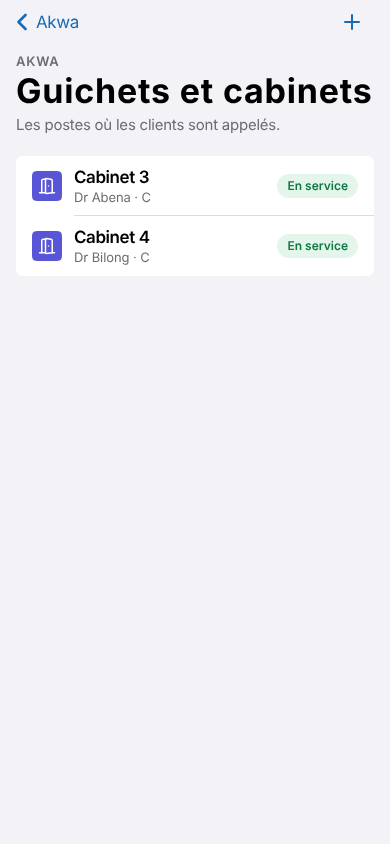 Akwa
AKWA
Guichets et cabinets
Les postes où les clients sont appelés.
Cabinet 3
Dr Abena · C
En service
Cabinet 4
Dr Bilong · C
En service